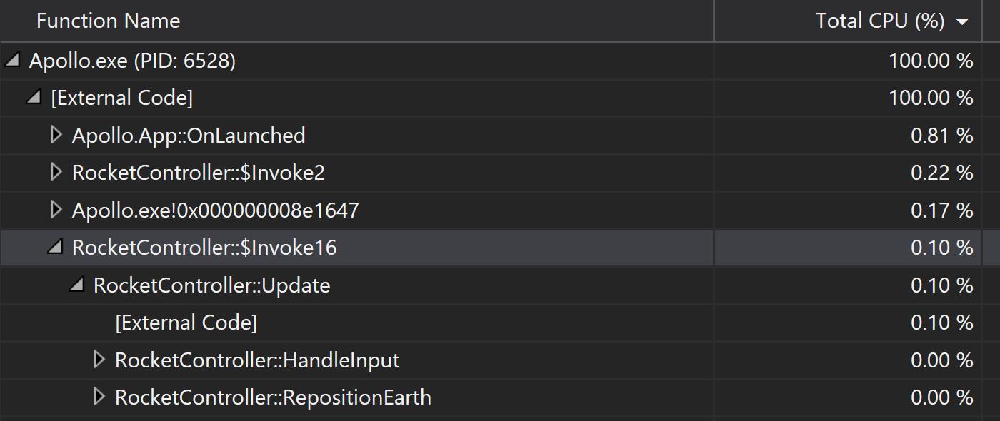 Function Name Total CPU (%)
Apollo.exe (PID: 6528) 100.00 %
[External Code] 100.00 %
Apollo.App::OnLaunched 0.81 %
RocketController::$Invoke2 0.22 %
Apollo.exe!0x000000008e1647 0.17 %
RocketController::$Invoke16 0.10 %
RocketController::Update 0.10 %
[External Code] 0.10 %
RocketController::HandleInput 0.00 %
RocketController::RepositionEarth 0.00 %